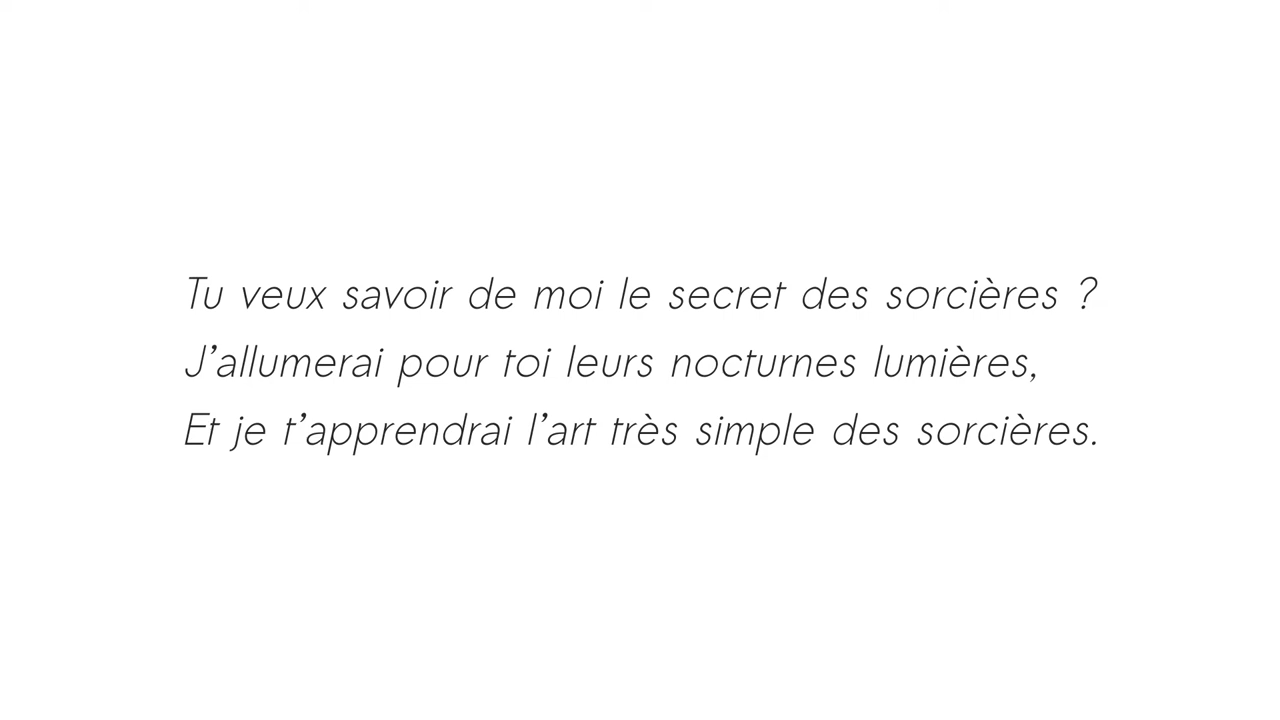 Tu veux savoir de moi le secret des sorcières ?
J’allumerai pour toi leurs nocturnes lumières,
Et je t’apprendrai l’art très simple des sorcières.